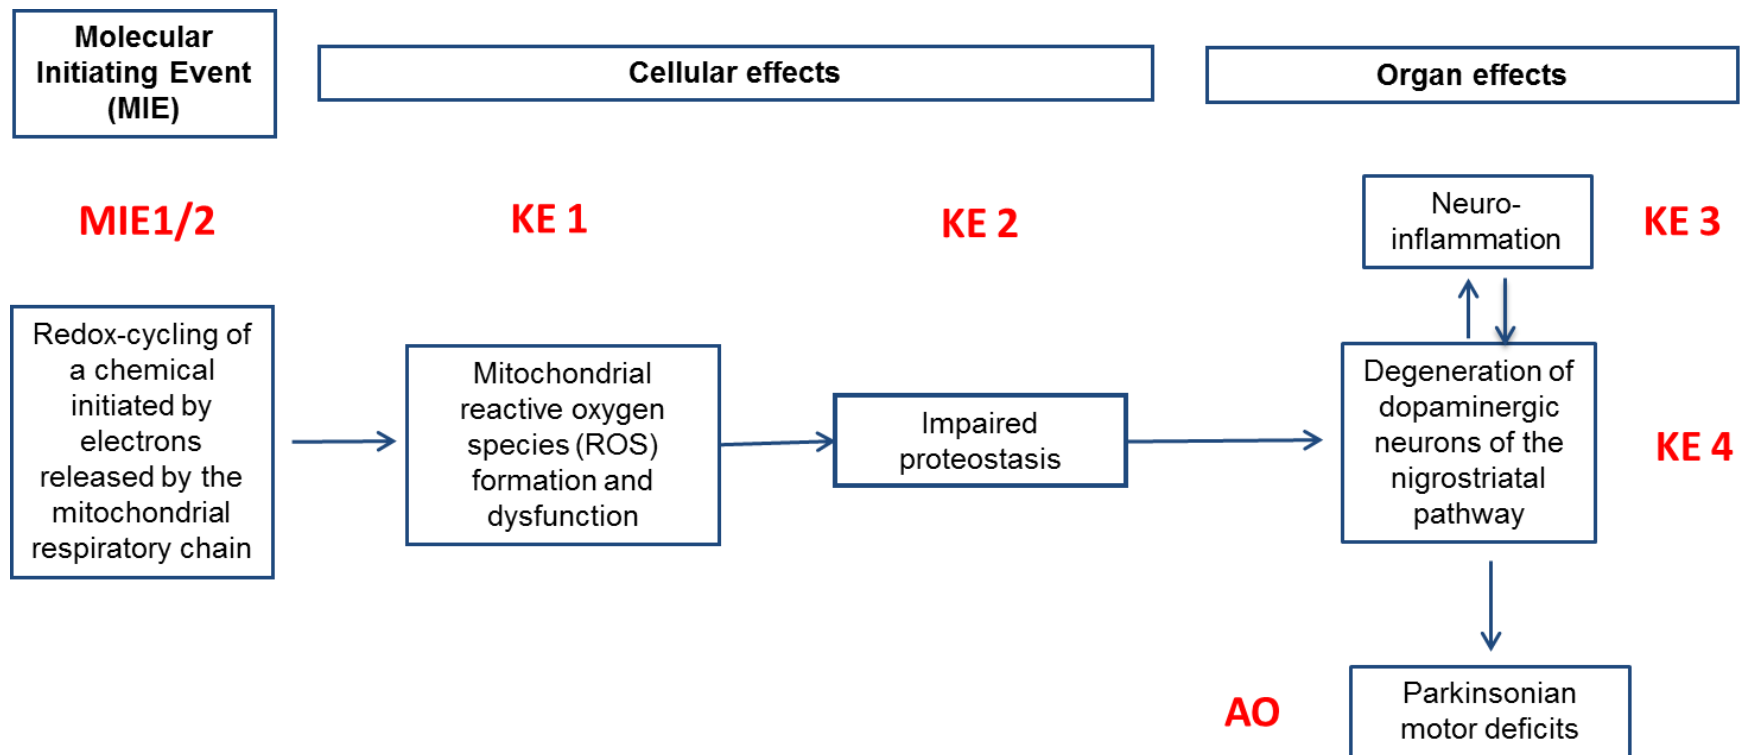 Molecular
Initiating Event
(MIE)
Cellular effects
Organ effects
MIE1/2
KE 1
KE 2
Neuro-
inflammation
KE 3
Redox-cycling of
a chemical
initiated by
electrons
released by the
mitochondrial
respiratory chain
Mitochondrial
reactive oxygen
species (ROS)
formation and
dysfunction
Impaired
proteostasis
Degeneration of
dopaminergic
neurons of the
nigrostriatal
pathway
KE 4
AO
Parkinsonian
motor deficits